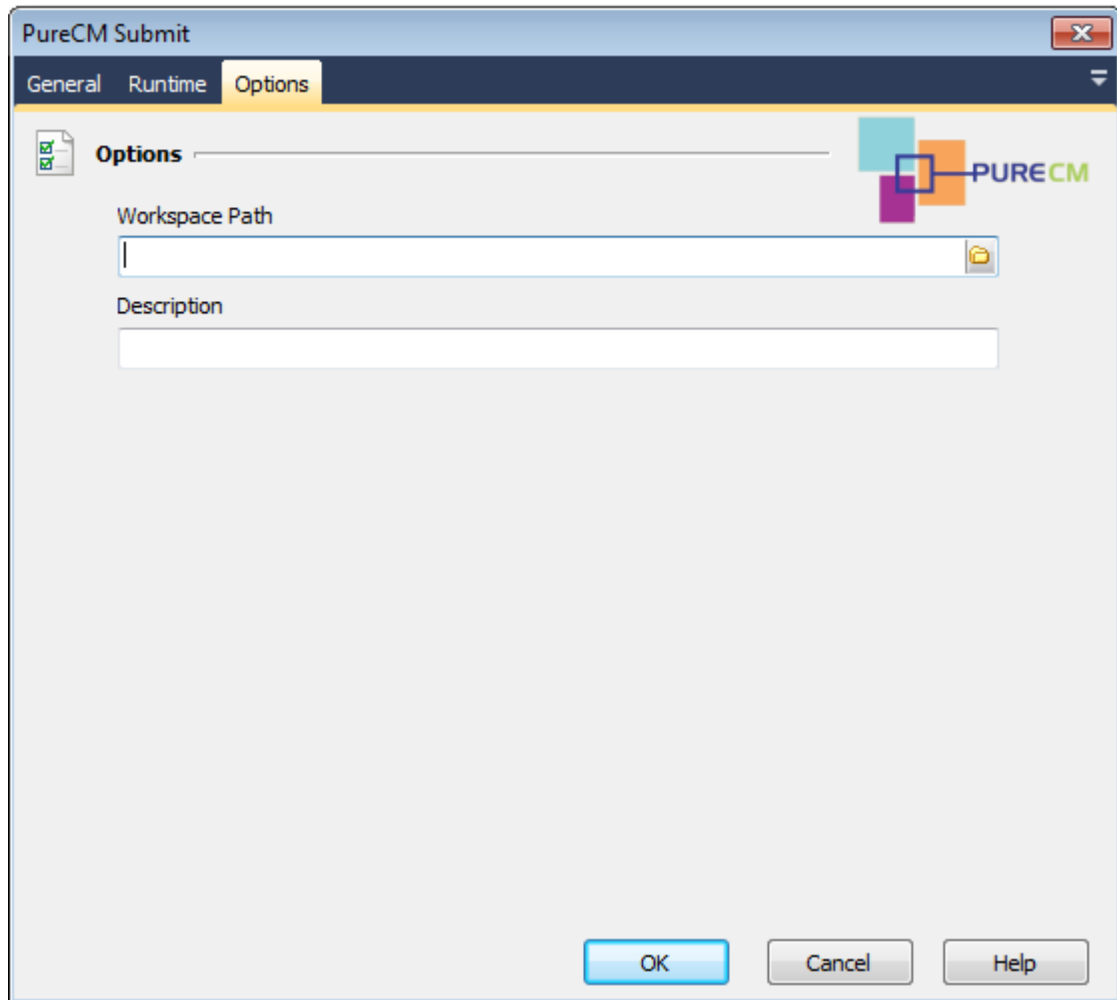 PureCM Submit
General Runtime Options
Options
PURECM
Workspace Path
Description
OK Cancel Help